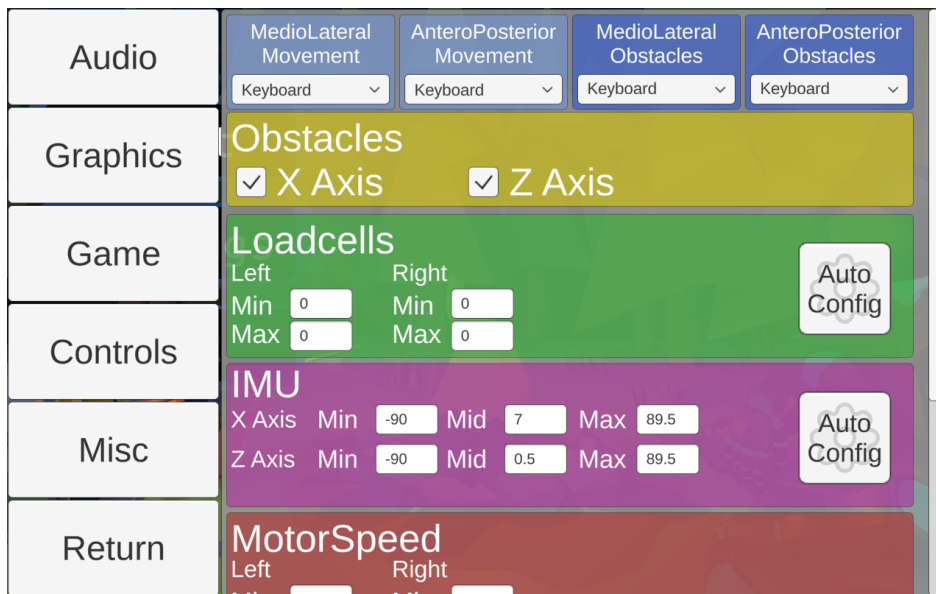 Audio
Graphics
Game
Controls
Misc
Return
MedioLateral
Movement
Keyboard
AnteroPosterior
Movement
Keyboard
MedioLateral
Obstacles
Keyboard
AnteroPosterior
Obstacles
Keyboard
Obstacles
X Axis
Z Axis
Loadcells
Left
Right
Min 0
Min 0
Max 0
Max 0
Auto
Config
IMU
X Axis Min -90 Mid 7 Max 89.5
Z Axis Min -90 Mid 0.5 Max 89.5
Auto
Config
MotorSpeed
Left
Right